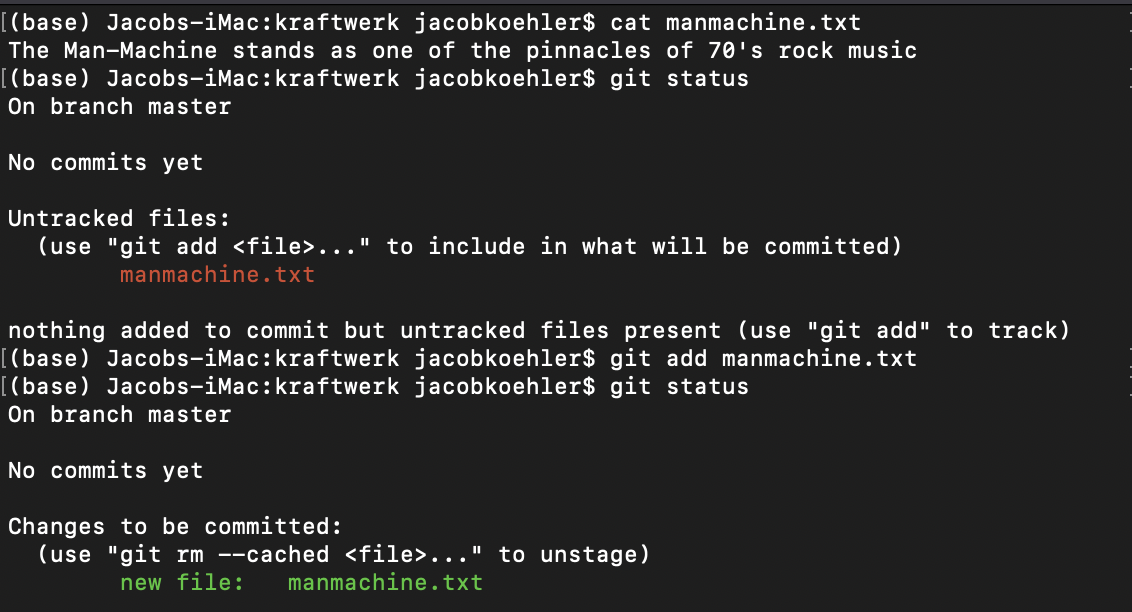 [(base) Jacobs-iMac:kraftwerk jacobkoehler$ cat manmachine.txt
The Man-Machine stands as one of the pinnacles of 70's rock music
[(base) Jacobs-iMac:kraftwerk jacobkoehler$ git status
On branch master
No commits yet
Untracked files:
(use "git add <file>..." to include in what will be committed)
manmachine.txt
nothing added to commit but untracked files present (use "git add" to track)
[(base) Jacobs-iMac:kraftwerk jacobkoehler$ git add manmachine.txt
[(base) Jacobs-iMac:kraftwerk jacobkoehler$ git status
On branch master
No commits yet
Changes to be committed:
(use "git rm --cached <file>..." to unstage)
new file:   manmachine.txt